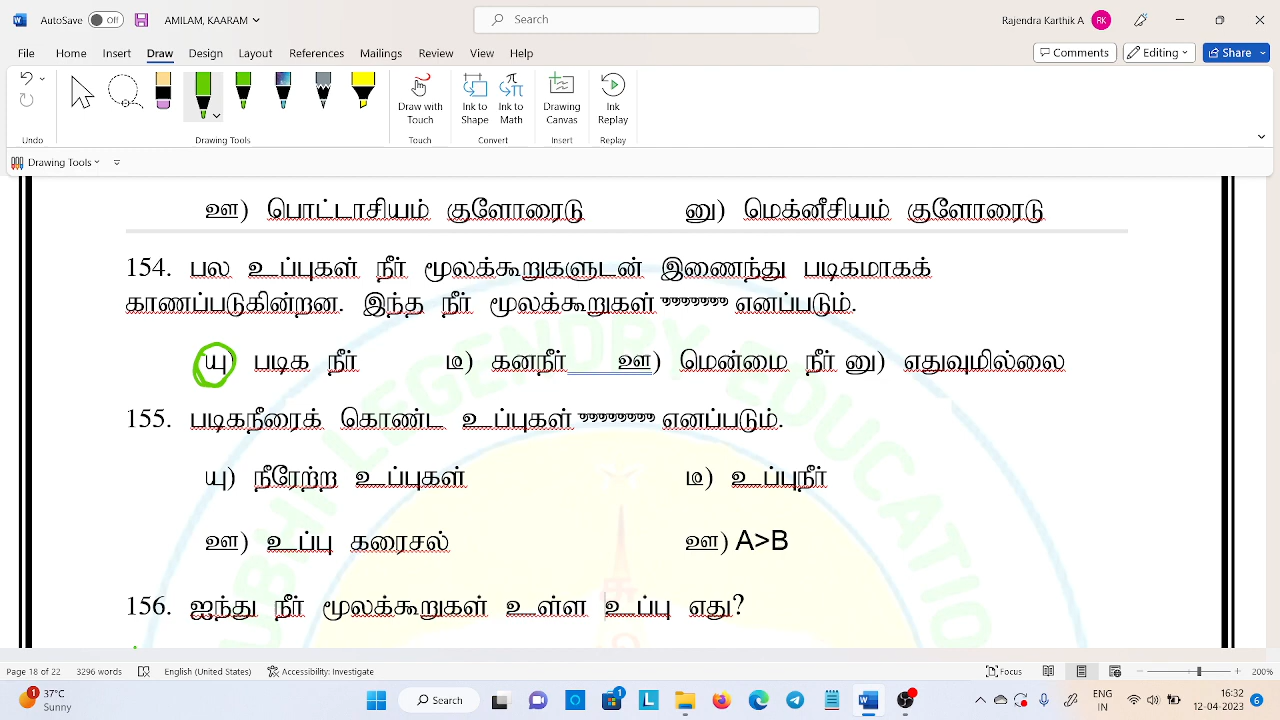 AutoSave Off AMILAM, KAARAM Search Rajendra Karthik A RK
File Home Insert Draw Design Layout References Mailings Review View Help Comments Editing Share
Undo Drawing Tools Draw with Touch Touch Ink to Shape Ink to Math Convert Drawing Canvas Insert Ink Replay Replay
Drawing Tools
ஊ) பொட்டாசியம் குளோரைடு னு) மெக்னீசியம் குளோரைடு
154. பல உப்புகள் நீர் மூலக்கூறுகளுடன் இணைந்து படிகமாகக்
காணப்படுகின்றன. இந்த நீர் மூலக்கூறுகள் எனப்படும்.
யு) படிக நீர் டி) கனநீர் ஊ) மென்மை நீர் னு) எதுவுமில்லை
155. படிகநீரைக் கொண்ட உப்புகள் எனப்படும்.
யு) நீரேற்ற உப்புகள் டி) உப்புநீர்
ஊ) உப்பு கரைசல் ஊ) A>B
156. ஐந்து நீர் மூலக்கூறுகள் உள்ள உப்பு எது?
Page 18 of 22 3296 words English (United States) Accessibility: Investigate Focus 200%
37°C Sunny Search ENG IN 16:32 12-04-2023